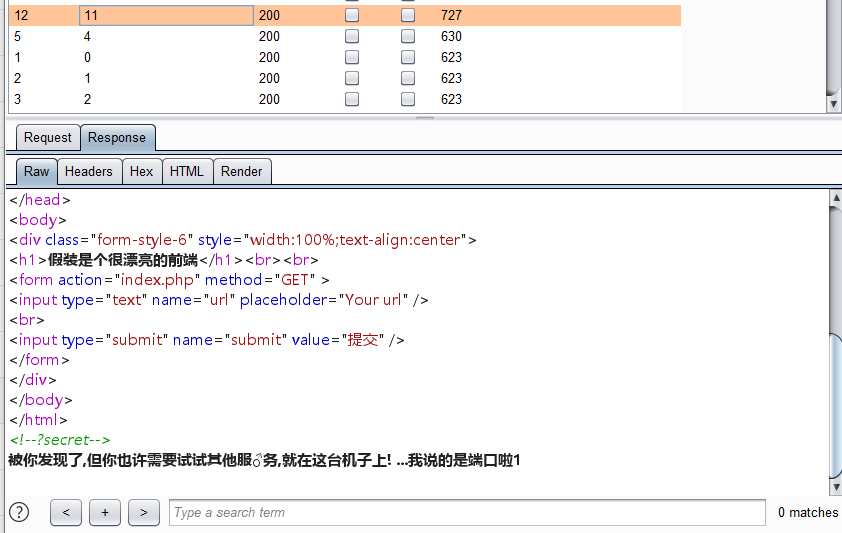 12 11 200 727
5 4 200 630
1 0 200 623
2 1 200 623
3 2 200 623
Request Response
Raw Headers Hex HTML Render
</head>
<body>
<div class="form-style-6" style="width:100%;text-align:center">
<h1>假装是个很漂亮的前端</h1><br><br>
<form action="index.php" method="GET" >
<input type="text" name="url" placeholder="Your url" />
<br>
<input type="submit" name="submit" value="提交" />
</form>
</div>
</body>
</html>
<!--?secret-->
被你发现了,但你也许需要试试其他服♂务,就在这台机子上! ...我说的是端口啦1
? < + > Type a search term 0 matches